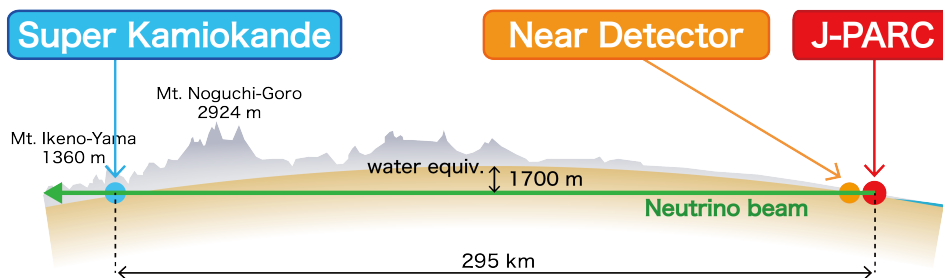 Super Kamiokande
Near Detector
J-PARC
Mt. Noguchi-Goro
2924 m
Mt. Ikeno-Yama
1360 m
water equiv.
1700 m
Neutrino beam
295 km